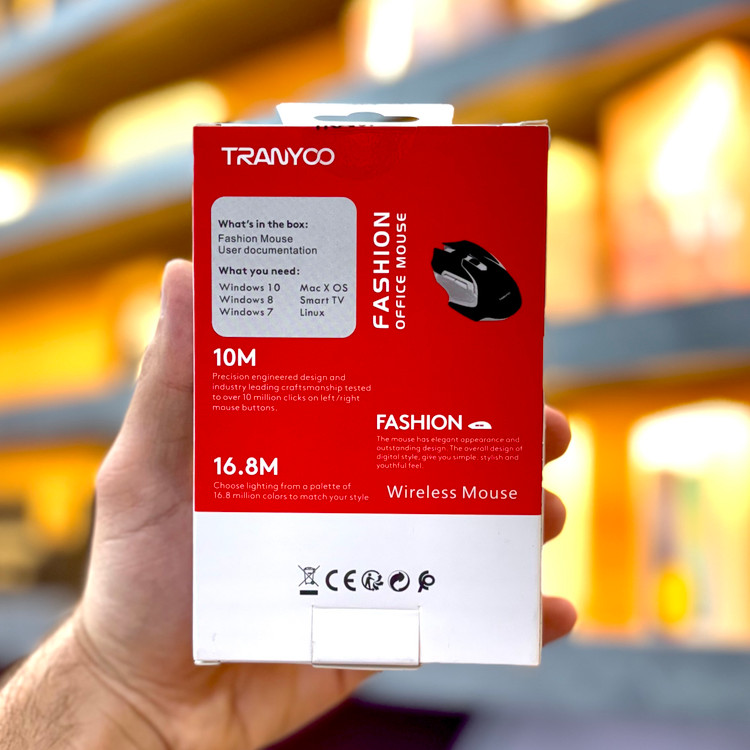 TRANYOO
What's in the box:
Fashion Mouse
User documentation
What you need:
Windows 10 Mac X OS
Windows 8 Smart TV
Windows 7 Linux
FASHION
OFFICE MOUSE
10M
Precision engineered design and
industry leading craftsmanship tested
to over 10 million clicks on left/right
mouse buttons.
16.8M
Choose lighting from a palette of
16.8 million colors to match your style
FASHION
The mouse has elegant appearance and
outstanding design. The overall design of
digital style, give you simple, stylish and
youthful feel.
Wireless Mouse
CE